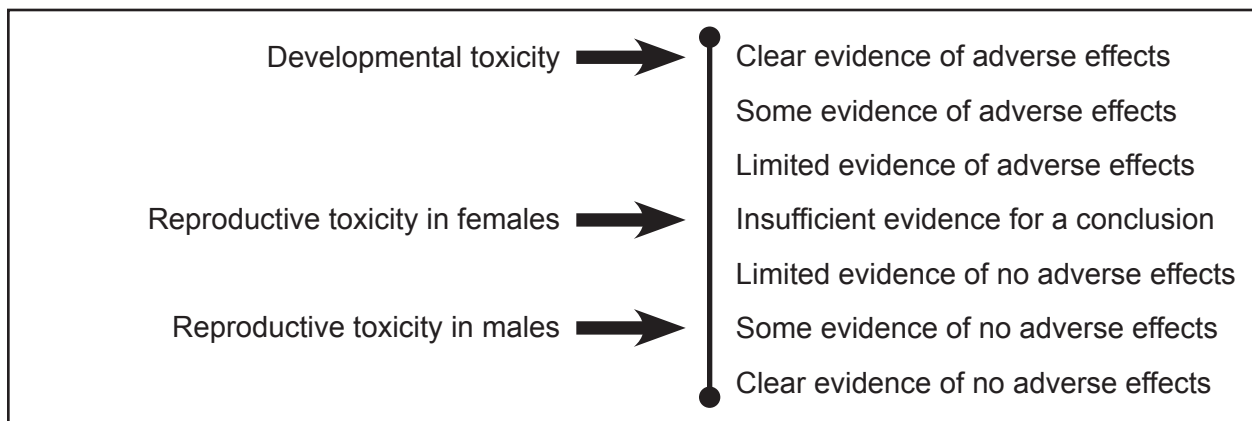 Developmental toxicity Clear evidence of adverse effects
Some evidence of adverse effects
Limited evidence of adverse effects
Reproductive toxicity in females Insufficient evidence for a conclusion
Limited evidence of no adverse effects
Reproductive toxicity in males Some evidence of no adverse effects
Clear evidence of no adverse effects